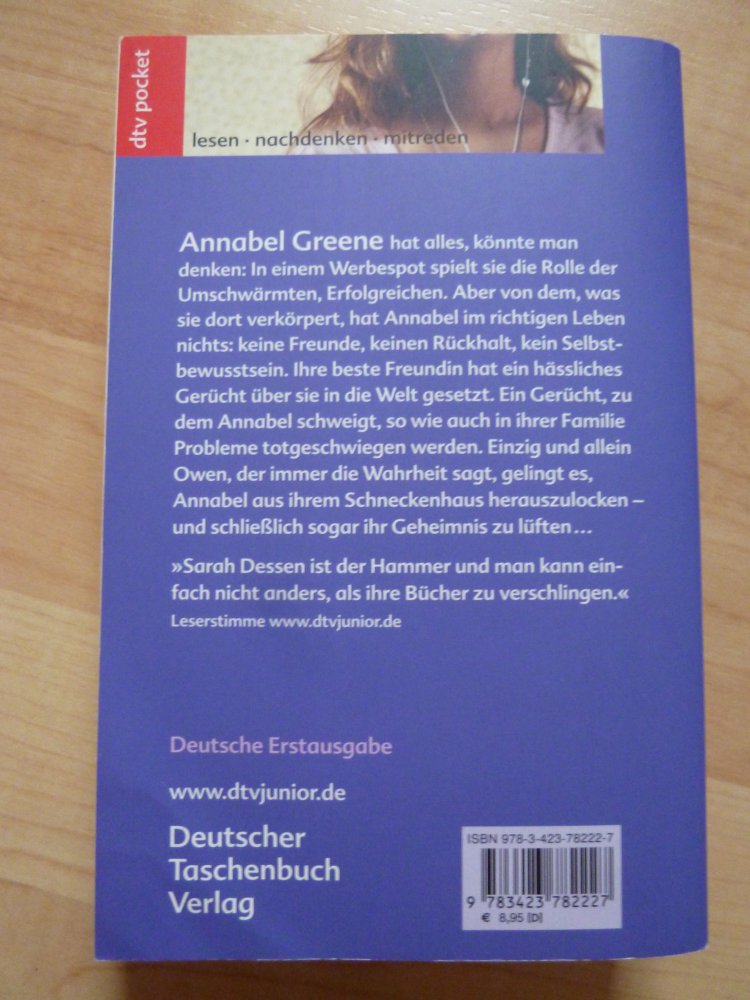 dtv pocket
lesen · nachdenken · mitreden
Annabel Greene hat alles, könnte man
denken: In einem Werbespot spielt sie die Rolle der
Umschwärmten, Erfolgreichen. Aber von dem, was
sie dort verkörpert, hat Annabel im richtigen Leben
nichts: keine Freunde, keinen Rückhalt, kein Selbst-
bewusstsein. Ihre beste Freundin hat ein hässliches
Gerücht über sie in die Welt gesetzt. Ein Gerücht, zu
dem Annabel schweigt, so wie auch in ihrer Familie
Probleme totgeschwiegen werden. Einzig und allein
Owen, der immer die Wahrheit sagt, gelingt es,
Annabel aus ihrem Schneckenhaus herauszulocken –
und schließlich sogar ihr Geheimnis zu lüften ...
»Sarah Dessen ist der Hammer und man kann ein-
fach nicht anders, als ihre Bücher zu verschlingen.«
Leserstimme www.dtvjunior.de
Deutsche Erstausgabe
www.dtvjunior.de
Deutscher
Taschenbuch
Verlag
ISBN 978-3-423-78222-7
9 783423 782227
€ 8,95 [D]